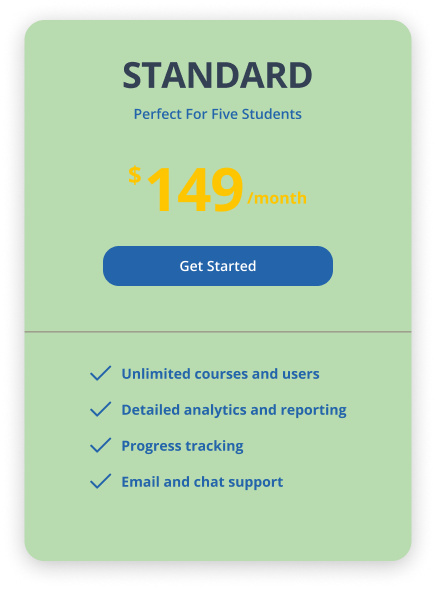 STANDARD
Perfect For Five Students
$149/month
Get Started
Unlimited courses and users
Detailed analytics and reporting
Progress tracking
Email and chat support